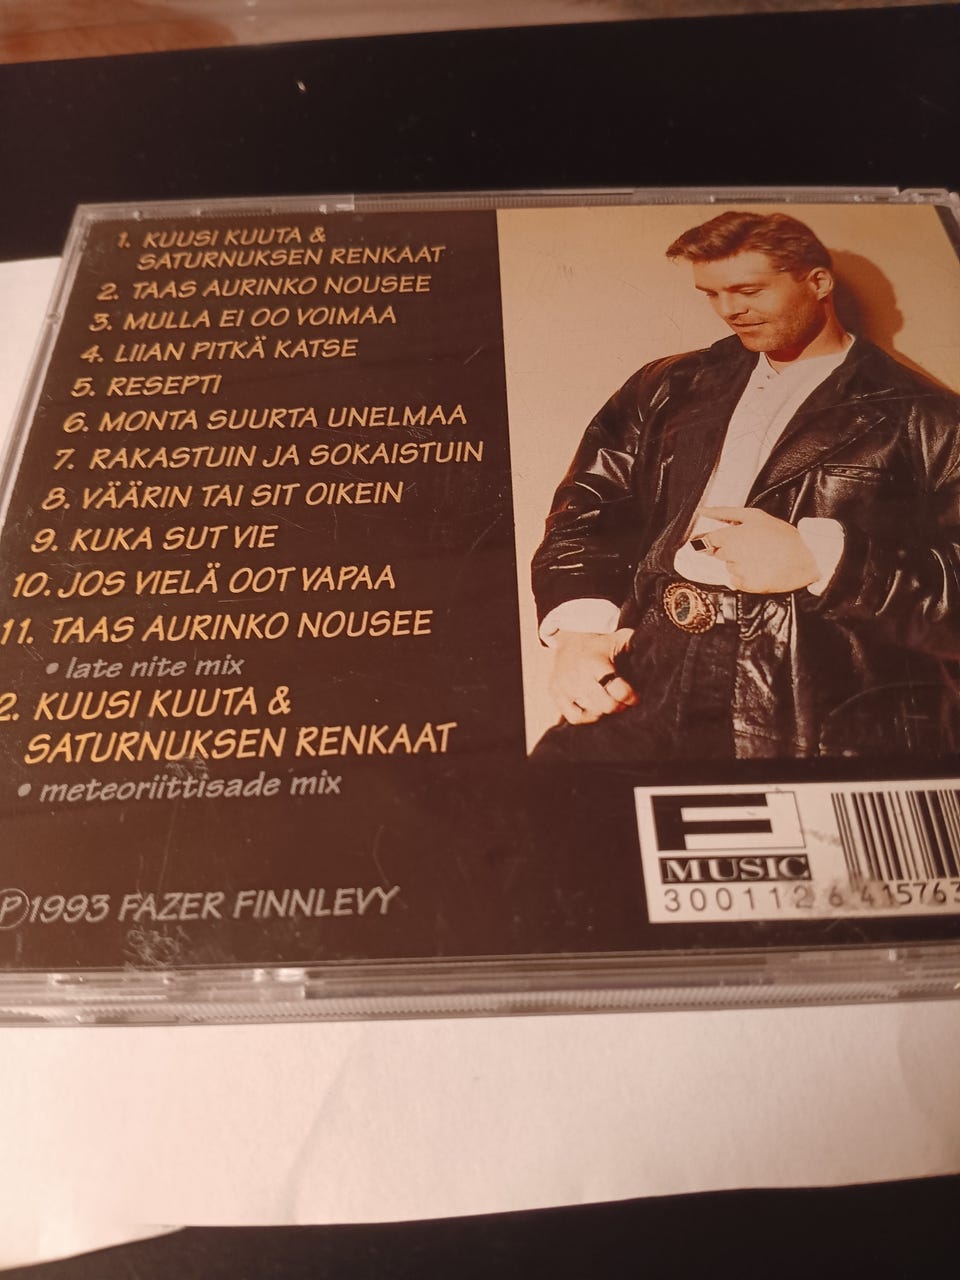 1. KUUSI KUUTA &
SATURNUKSEN RENKAAT
2. TAAS AURINKO NOUSEE
3. MULLA EI OO VOIMAA
4. LIIAN PITKÄ KATSE
5. RESEPTI
6. MONTA SUURTA UNELMAA
7. RAKASTUIN JA SOKAISTUIN
8. VÄÄRIN TAI SIT OIKEIN
9. KUKA SUT VIE
10. JOS VIELÄ OOT VAPAA
11. TAAS AURINKO NOUSEE
• late nite mix
2. KUUSI KUUTA &
SATURNUKSEN RENKAAT
• meteoriittisade mix
Ⓟ1993 FAZER FINNLEVY
F
MUSIC
300112 6 415763